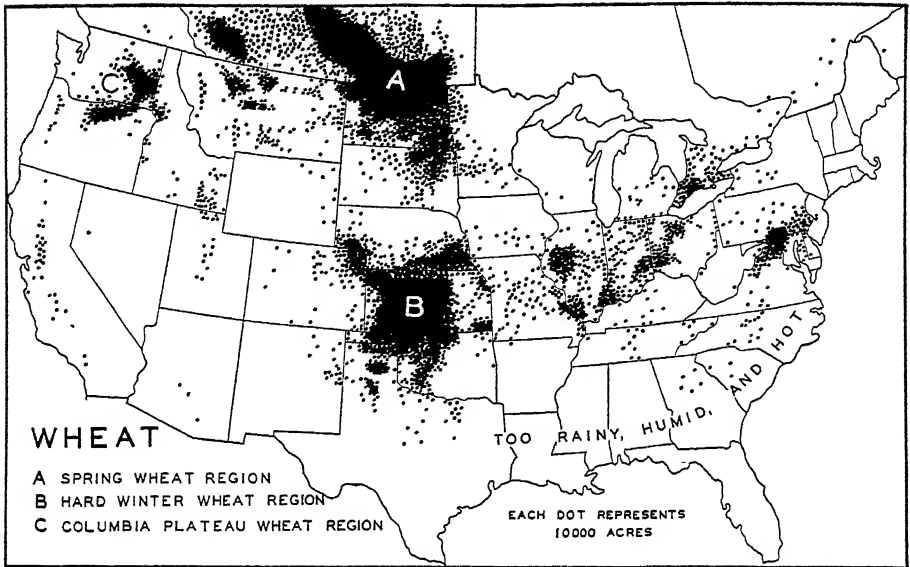 C
A
B
TOO RAINY, HUMID, AND HOT
WHEAT
A SPRING WHEAT REGION
B HARD WINTER WHEAT REGION
C COLUMBIA PLATEAU WHEAT REGION
EACH DOT REPRESENTS
10000 ACRES